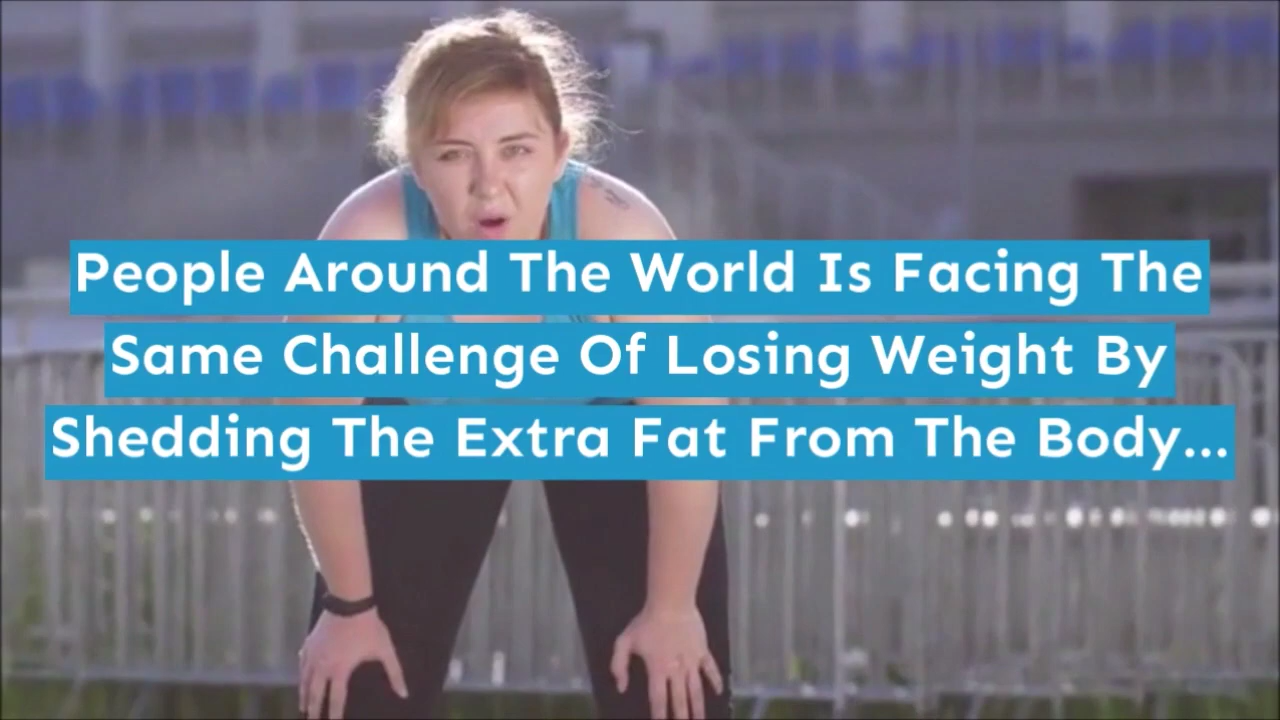 People Around The World Is Facing The
Same Challenge Of Losing Weight By
Shedding The Extra Fat From The Body...